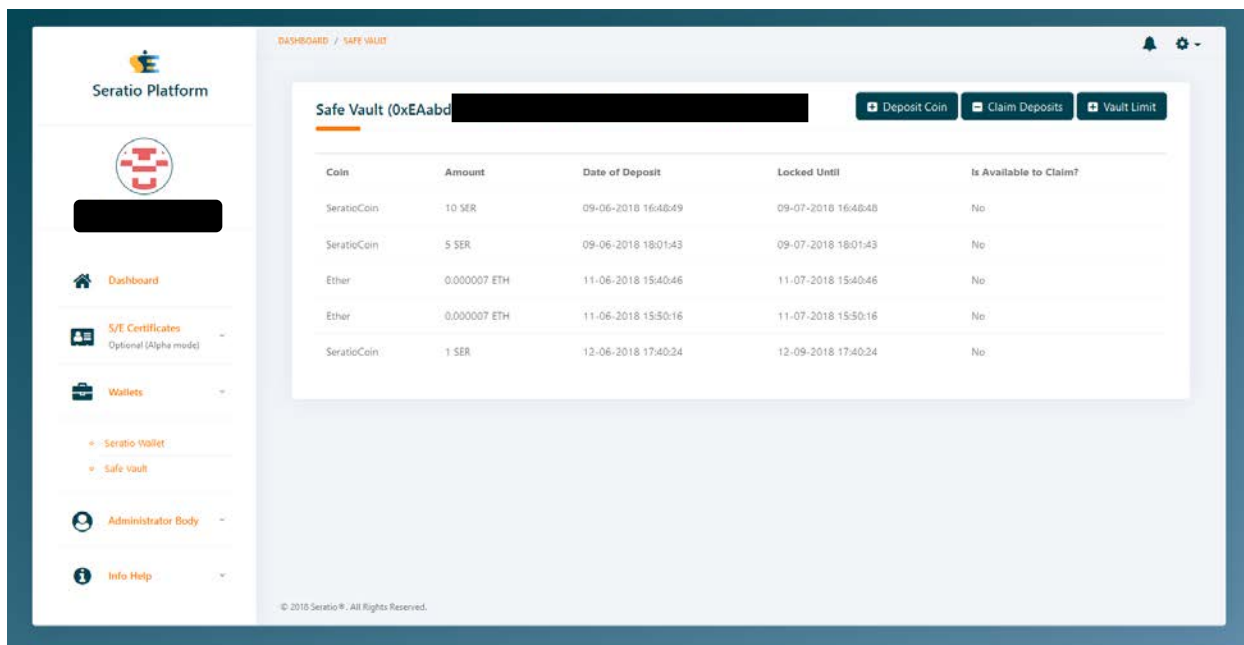 DASHBOARD / SAFE VAULT
Seratio Platform
Dashboard
S/E Certificates
Optional (Alpha mode)
Wallets
Seratio Wallet
Safe Vault
Administrator Body
Info Help
Safe Vault (0xEAabd
Deposit Coin Claim Deposits Vault Limit
Coin Amount Date of Deposit Locked Until Is Available to Claim?
SeratioCoin 10 SER 09-06-2018 16:48:49 09-07-2018 16:48:48 No
SeratioCoin 5 SER 09-06-2018 18:01:43 09-07-2018 18:01:43 No
Ether 0.000007 ETH 11-06-2018 15:40:46 11-07-2018 15:40:46 No
Ether 0.000007 ETH 11-06-2018 15:50:16 11-07-2018 15:50:16 No
SeratioCoin 1 SER 12-06-2018 17:40:24 12-09-2018 17:40:24 No
© 2018 Seratio®. All Rights Reserved.